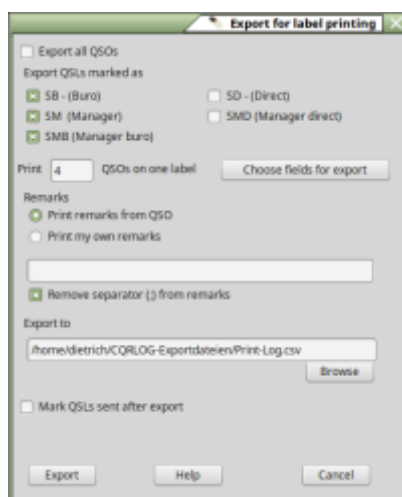 Export for label printing
Export all QSOs
Export QSLs marked as
SB - (Buro) SD - (Direct)
SM (Manager) SMD (Manager direct)
SMB (Manager buro)
Print 4 QSOs on one label Choose fields for export
Remarks
Print remarks from QSO
Print my own remarks
Remove separator (;) from remarks
Export to
/home/dietrich/CQRLOG-Exportdateien/Print-Log.csv
Browse
Mark QSLs sent after export
Export Help Cancel